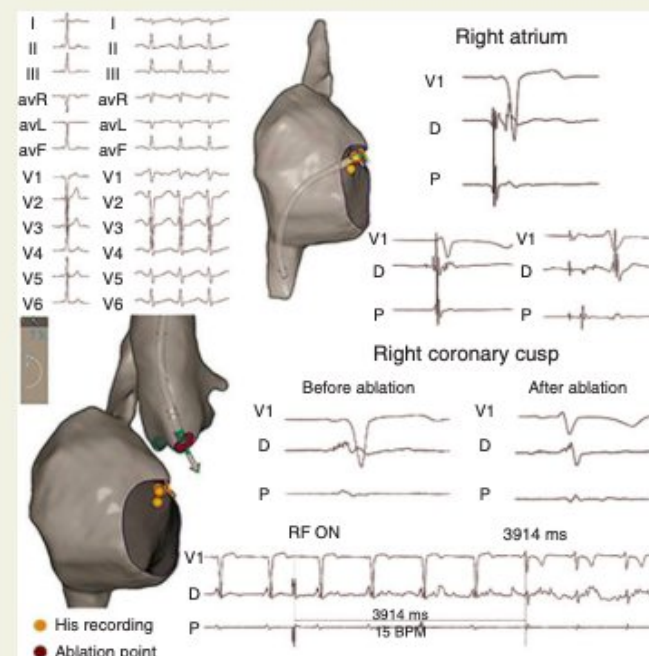 I I
II II
III III
avR avR
avL avL
avF avF
V1 V1
V2 V2
V3 V3
V4 V4
V5 V5
V6 V6
Right atrium
V1
D
P
V1 V1
D D
P P
Right coronary cusp
Before ablation After ablation
V1 V1
D D
P P
RF ON 3914 ms
V1
D
3914 ms
P
15 BPM
His recording
Ablation point